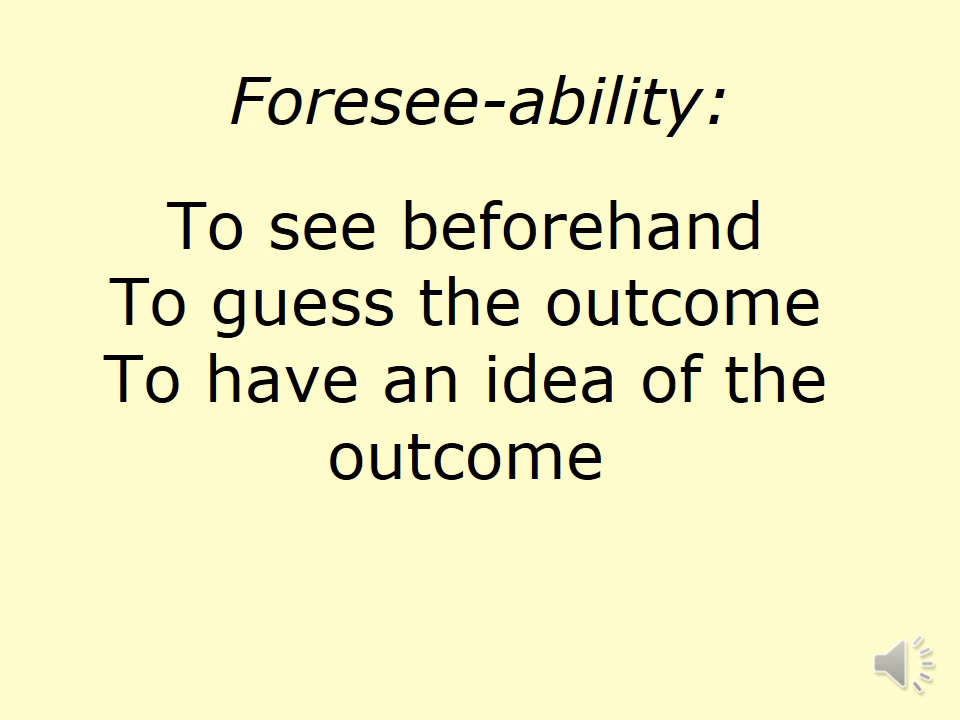 Foresee-ability:
To see beforehand
To guess the outcome
To have an idea of the
outcome